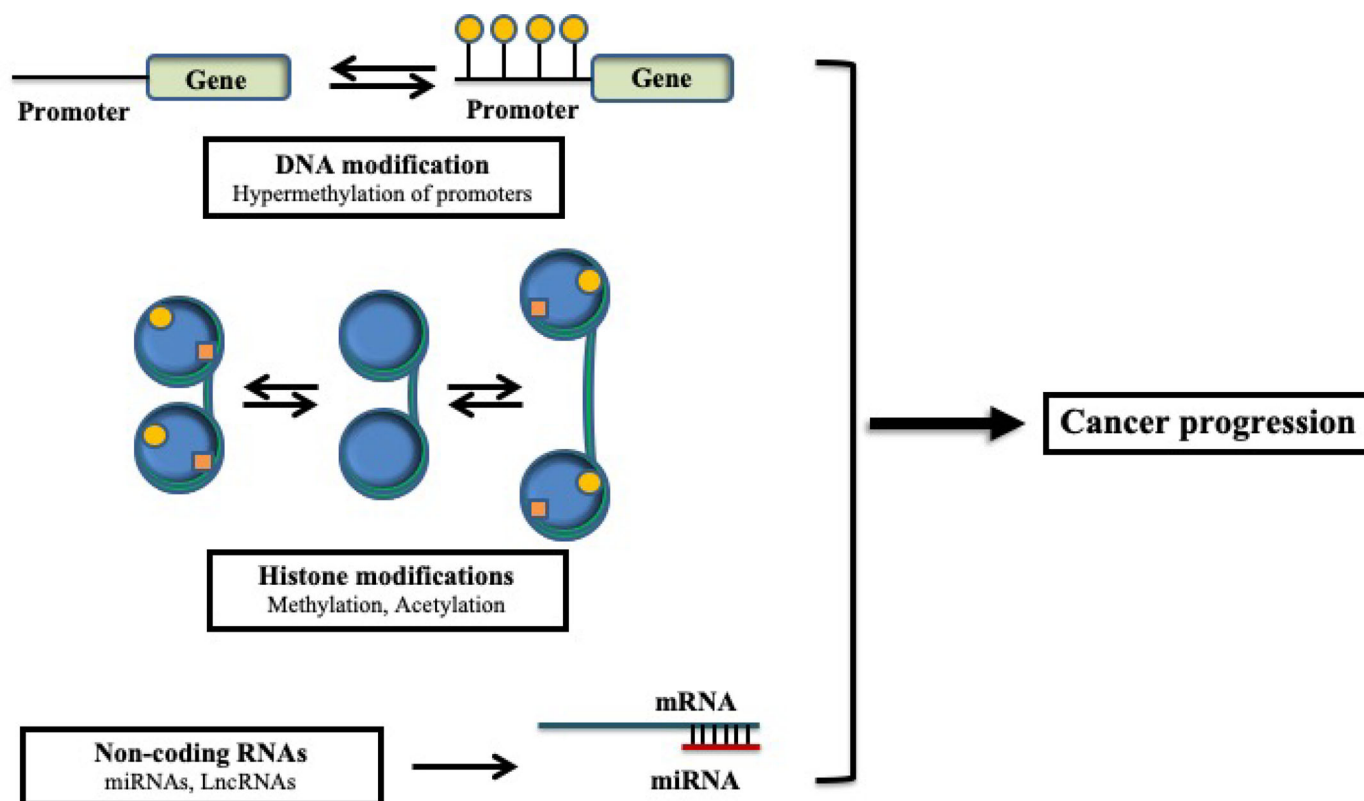 Gene
Promoter
Gene
Promoter
DNA modification
Hypermethylation of promoters
Histone modifications
Methylation, Acetylation
Cancer progression
Non-coding RNAs
miRNAs, LncRNAs
mRNA
miRNA